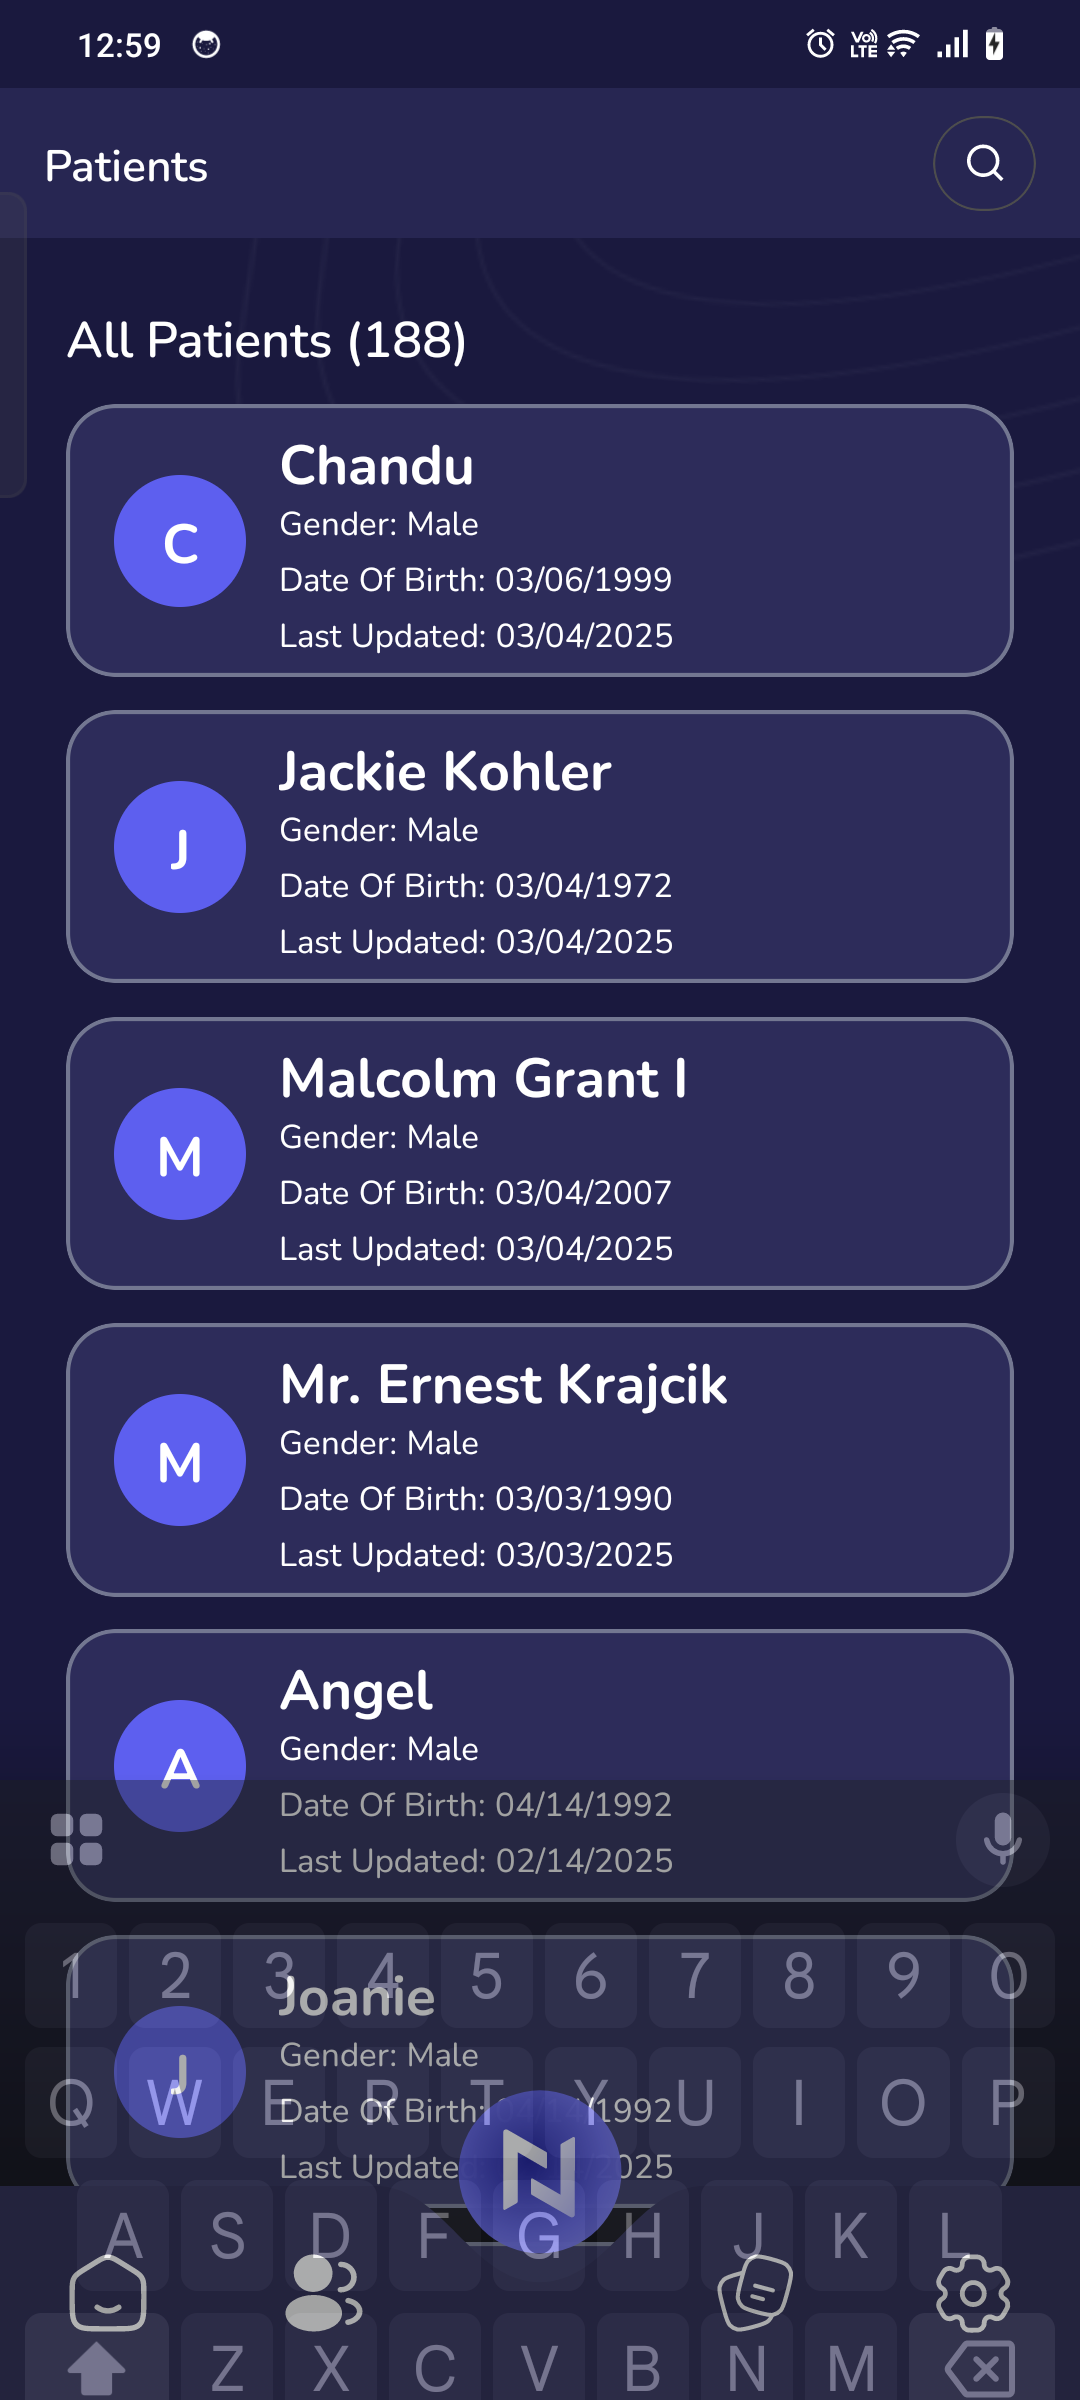 12:59
Vo)) LTE
Patients
All Patients (188)
C
Chandu
Gender: Male
Date Of Birth: 03/06/1999
Last Updated: 03/04/2025
J
Jackie Kohler
Gender: Male
Date Of Birth: 03/04/1972
Last Updated: 03/04/2025
M
Malcolm Grant I
Gender: Male
Date Of Birth: 03/04/2007
Last Updated: 03/04/2025
M
Mr. Ernest Krajcik
Gender: Male
Date Of Birth: 03/03/1990
Last Updated: 03/03/2025
A
Angel
Gender: Male
Date Of Birth: 04/14/1992
Last Updated: 02/14/2025
1 2 3 4 5 6 7 8 9 0
J
Joanie
Gender: Male
Q W E R T Y U I O P
Date Of Birth: 1992
Last Updated: 2025
N
A S D F G H J K L
Z X C V B N M